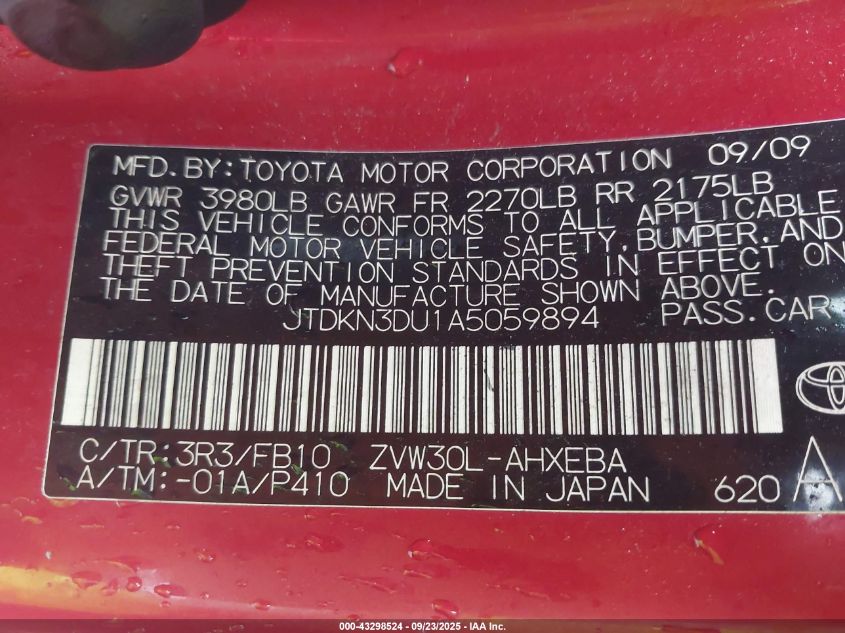 MFD.BY:TOYOTA MOTOR CORPORATION 09/09
GVWR 3980LB GAWR FR 2270LB RR 2175LB
THIS VEHICLE CONFORMS TO ALL APPLICABLE
FEDERAL MOTOR VEHICLE SAFETY,BUMPER,AND
THEFT PREVENTION STANDARDS IN EFFECT ON
THE DATE OF MANUFACTURE SHOWN ABOVE.
JTDKN3DU1A5059894 PASS.CAR
C/TR:3R3/FB10 ZVW30L-AHXEBA
A/TM:-01A/P410 MADE IN JAPAN 620 A
000-43298524 - 09/23/2025 - IAA Inc.